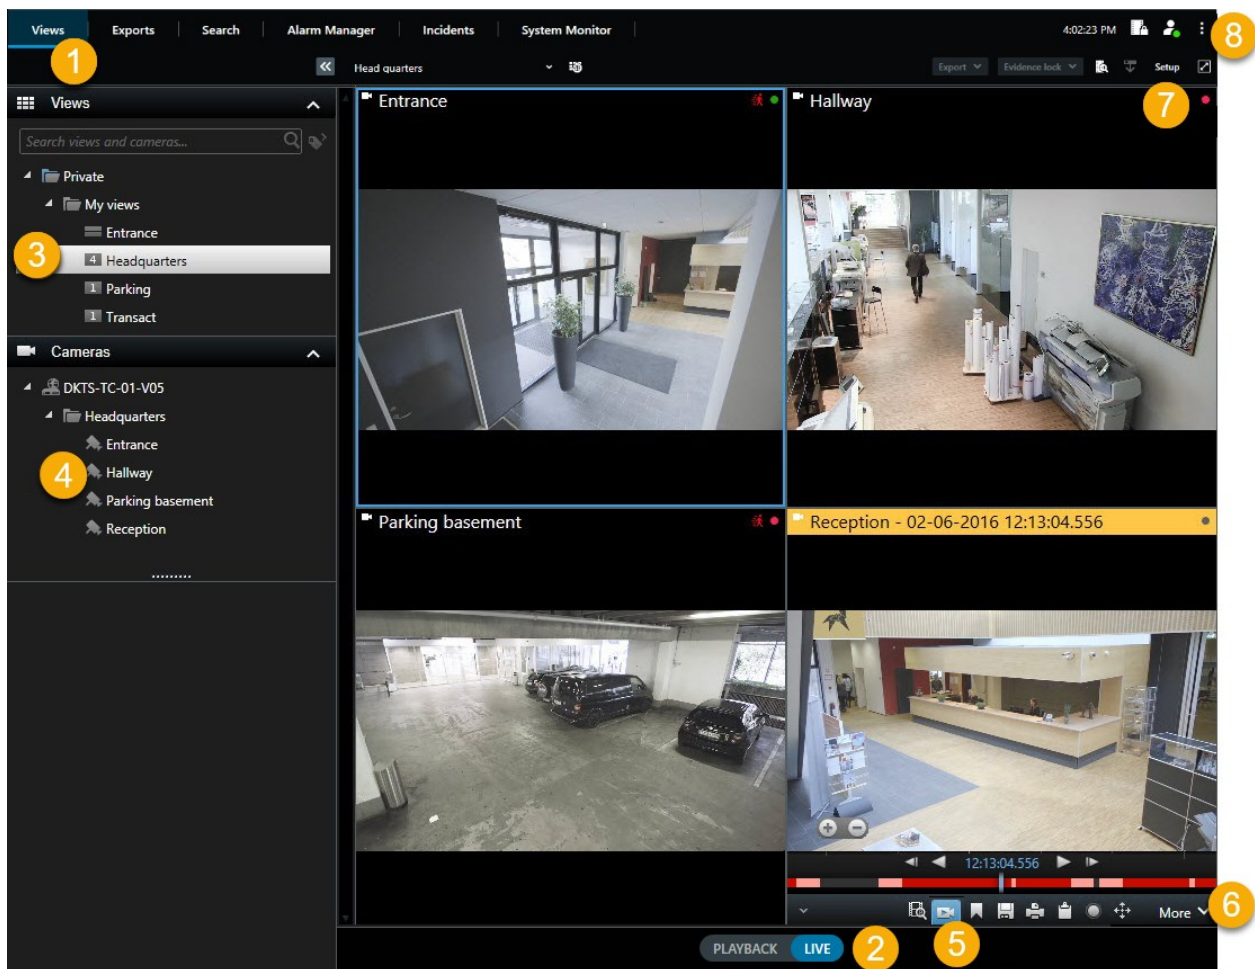 Views Exports Search Alarm Manager Incidents System Monitor 4:02:23 PM 8
1
Head quarters Export Evidence lock Setup
7
Views
Search views and cameras...
Private
My views
Entrance
3
4 Headquarters
1 Parking
1 Transact
Cameras
DKTS-TC-01-V05
Headquarters
Entrance
4
Hallway
Parking basement
Reception
Entrance
Hallway
Parking basement
Reception - 02-06-2016 12:13:04.556
12:13:04.556
More 6
5
PLAYBACK LIVE 2